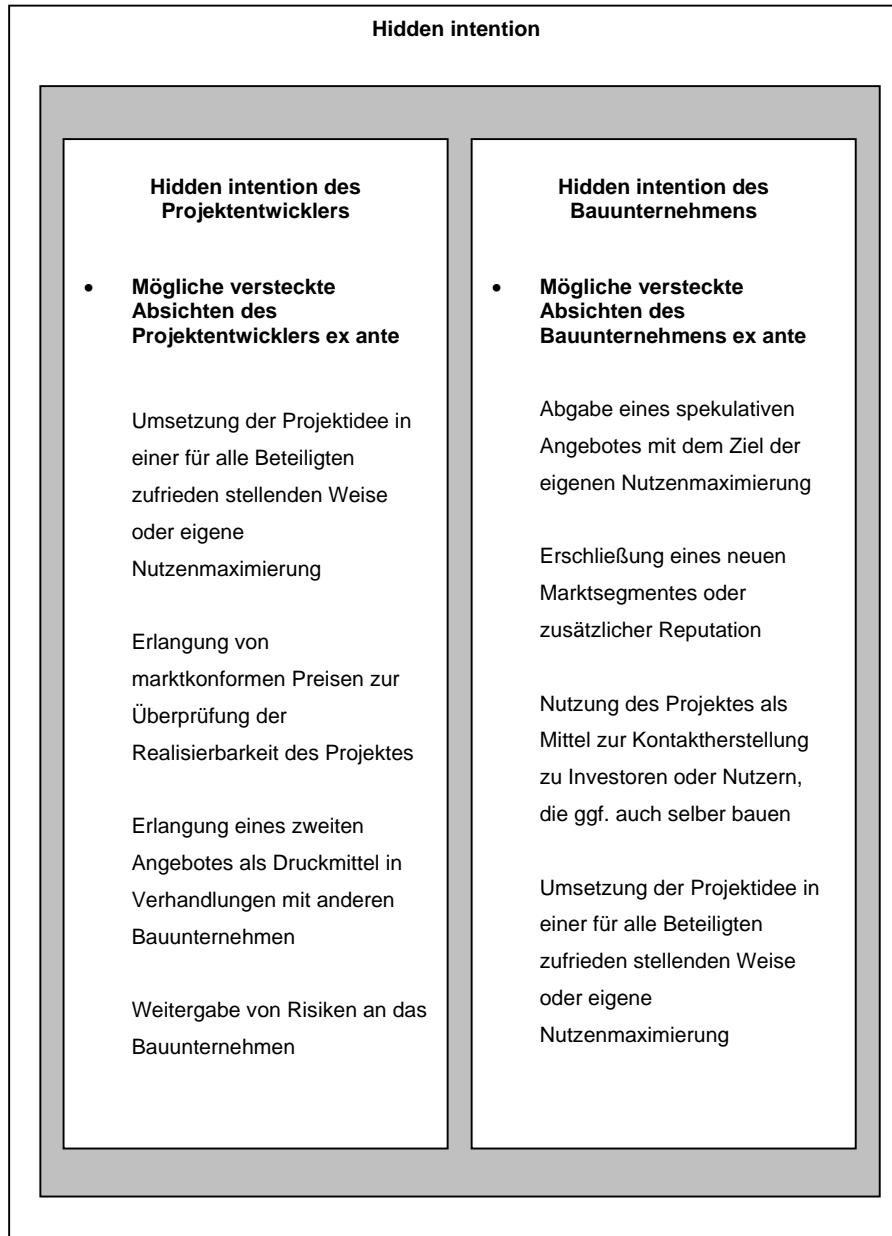 Hidden intention
Hidden intention des
Projektentwicklers
• Mögliche versteckte
Absichten des
Projektentwicklers ex ante
Umsetzung der Projektidee in
einer für alle Beteiligten
zufrieden stellenden Weise
oder eigene
Nutzenmaximierung
Erlangung von
marktkonformen Preisen zur
Überprüfung der
Realisierbarkeit des Projektes
Erlangung eines zweiten
Angebotes als Druckmittel in
Verhandlungen mit anderen
Bauunternehmen
Weitergabe von Risiken an das
Bauunternehmen
Hidden intention des
Bauunternehmens
• Mögliche versteckte
Absichten des
Bauunternehmens ex ante
Abgabe eines spekulativen
Angebotes mit dem Ziel der
eigenen Nutzenmaximierung
Erschließung eines neuen
Marktsegmentes oder
zusätzlicher Reputation
Nutzung des Projektes als
Mittel zur Kontaktherstellung
zu Investoren oder Nutzern,
die ggf. auch selber bauen
Umsetzung der Projektidee in
einer für alle Beteiligten
zufrieden stellenden Weise
oder eigene
Nutzenmaximierung